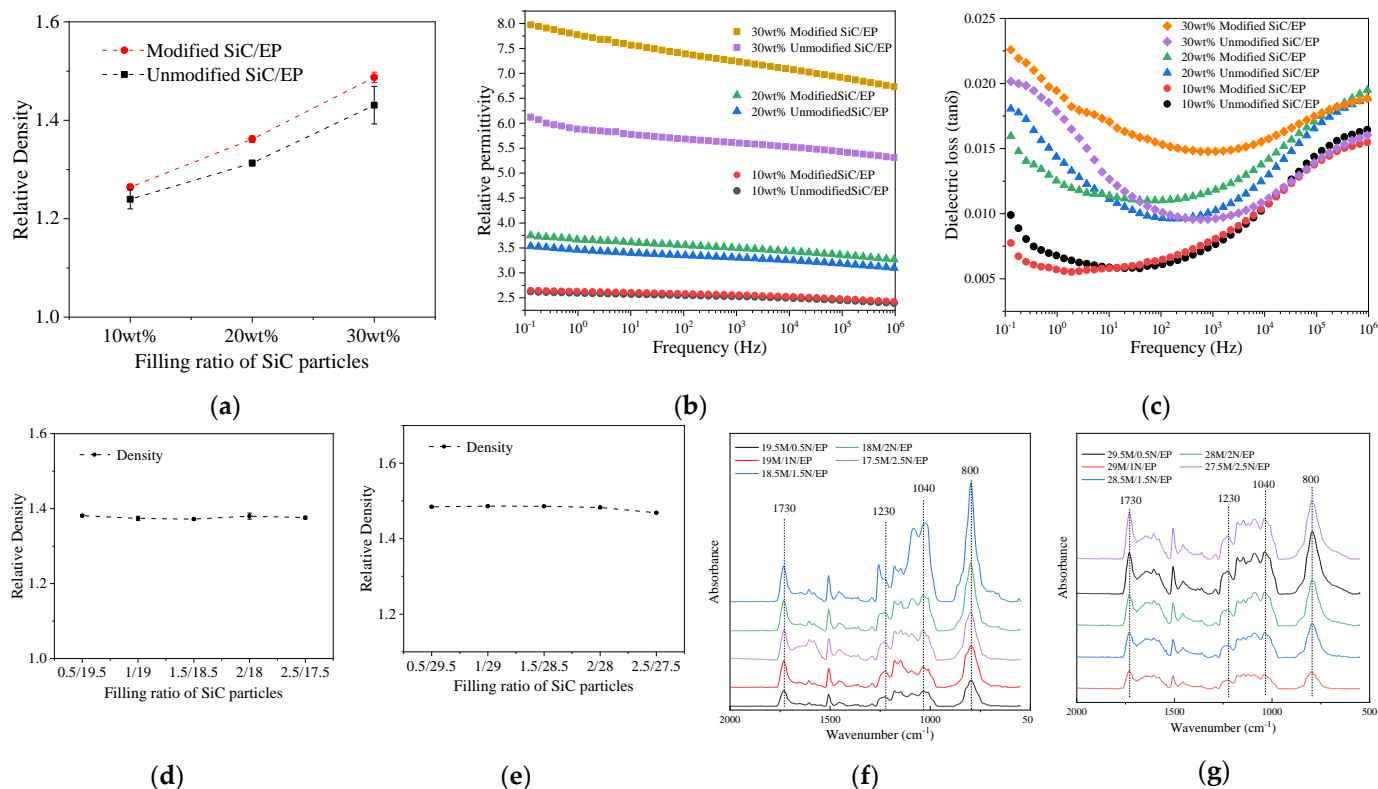 1.6
1.4
1.2
1.0
Relative Density
Modified SiC/EP
Unmodified SiC/EP
10wt%
20wt%
30wt%
Filling ratio of SiC particles
(a)
8.0
7.5
7.0
6.5
6.0
5.5
5.0
4.5
4.0
3.5
3.0
2.5
Relative permittivity
30wt% Modified SiC/EP
30wt% Unmodified SiC/EP
20wt% ModifiedSiC/EP
20wt% UnmodifiedSiC/EP
10wt% ModifiedSiC/EP
10wt% UnmodifiedSiC/EP
10⁻¹ 10⁰ 10¹ 10² 10³ 10⁴ 10⁵ 10⁶
Frequency (Hz)
(b)
0.025
0.020
0.015
0.010
0.005
Dielectric loss (tanδ)
30wt% Modified SiC/EP
30wt% Unmodified SiC/EP
20wt% Modified SiC/EP
20wt% Unmodified SiC/EP
10wt% ModifiedSiC/EP
10wt% Unmodified SiC/EP
10⁻¹ 10⁰ 10¹ 10² 10³ 10⁴ 10⁵ 10⁶
Frequency (Hz)
(c)
1.6
1.4
1.2
1.0
Relative Density
Density
0.5/19.5 1/19 1.5/18.5 2/18 2.5/17.5
Filling ratio of SiC particles
(d)
1.6
1.4
1.2
Relative Density
Density
0.5/29.5 1/29 1.5/28.5 2/28 2.5/27.5
Filling ratio of SiC particles
(e)
19.5M/0.5N/EP 18M/2N/EP
19M/1N/EP 17.5M/2.5N/EP
18.5M/1.5N/EP
800
1040
1230
1730
Absorbance
2000 1500 1000 50
Wavenumber (cm⁻¹)
(f)
29.5M/0.5N/EP 28M/2N/EP
29M/1N/EP 27.5M/2.5N/EP
28.5M/1.5N/EP
1730
1230 1040 800
Absorbance
2000 1500 1000 500
Wavenumber (cm⁻¹)
(g)